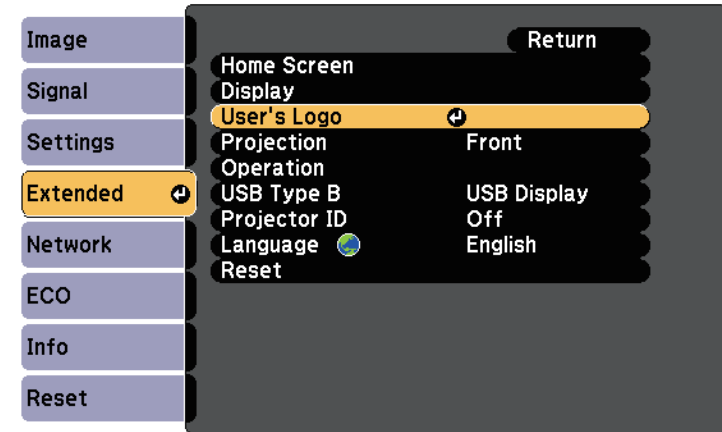 Image
Signal
Settings
Extended
Network
ECO
Info
Reset
Return
Home Screen
Display
User's Logo
Projection Front
Operation
USB Type B USB Display
Projector ID Off
Language English
Reset